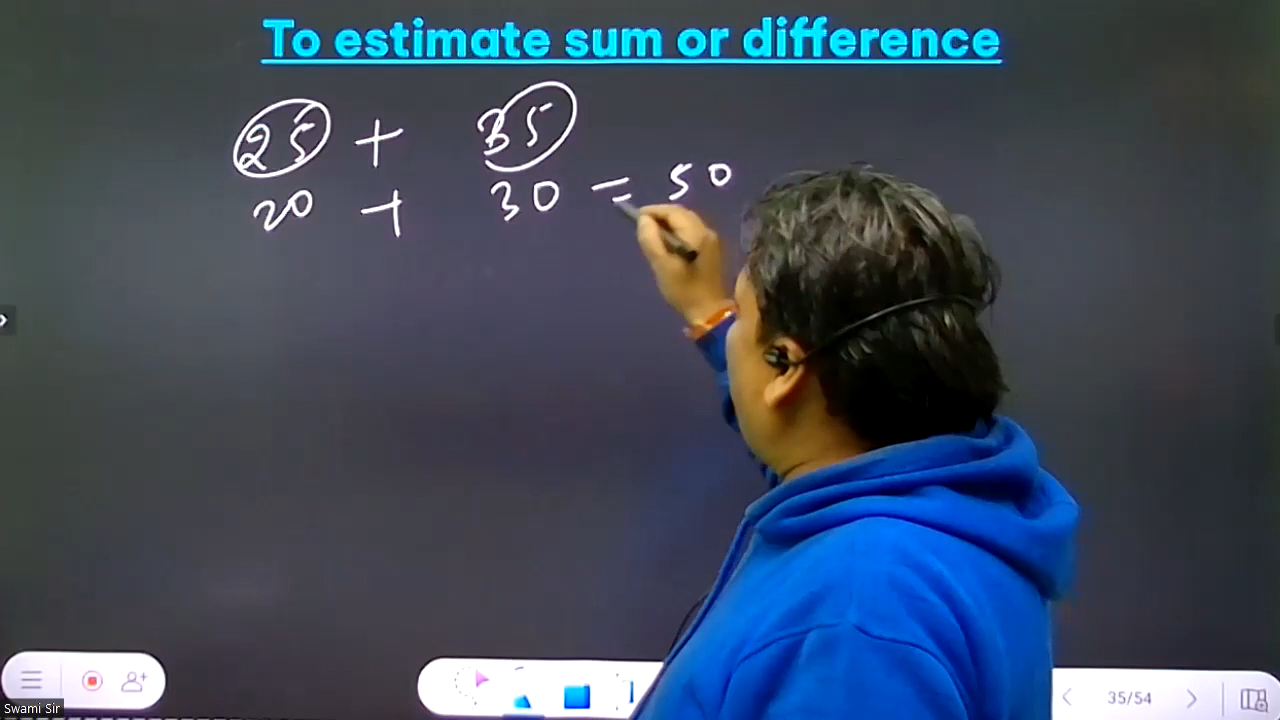 To estimate sum or difference
25 + 35
20 + 30 = 50
Swami Sir
35/54